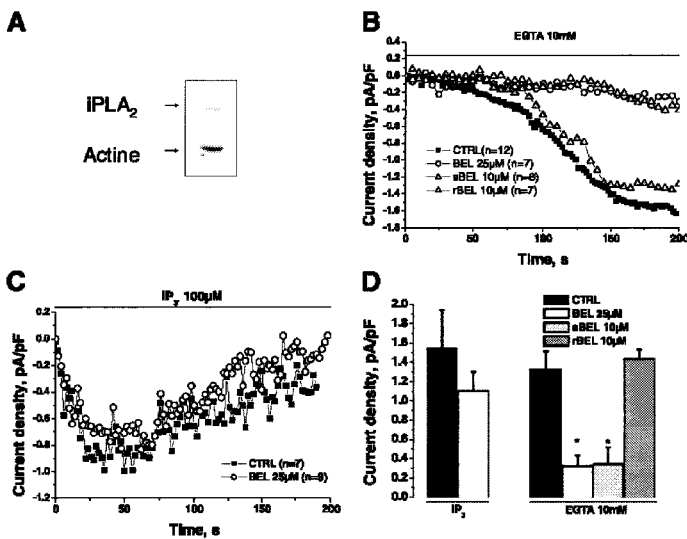 A
iPLA2
Actine
B
EGTA 10mM
Current density, pA/pF
0.4
0.2
0.0
-0.2
-0.4
-0.6
-0.8
-1.0
-1.2
-1.4
-1.6
-1.8
CTRL(n=12)
BEL 25µM (n=7)
sBEL 10µM (n=6)
rBEL 10µM (n=7)
0 50 100 150 200
Time, s
C
IP3 100µM
Current density, pA/pF
0.2
0.0
-0.2
-0.4
-0.6
-0.8
-1.0
-1.2
CTRL (n=7)
BEL 25µM (n=9)
0 50 100 150 200
Time, s
D
Current density, pA/pF
2.0
1.8
1.6
1.4
1.2
1.0
0.8
0.6
0.4
0.2
0.0
CTRL
BEL 25µM
sBEL 10µM
rBEL 10µM
* *
IP3
EGTA 10mM